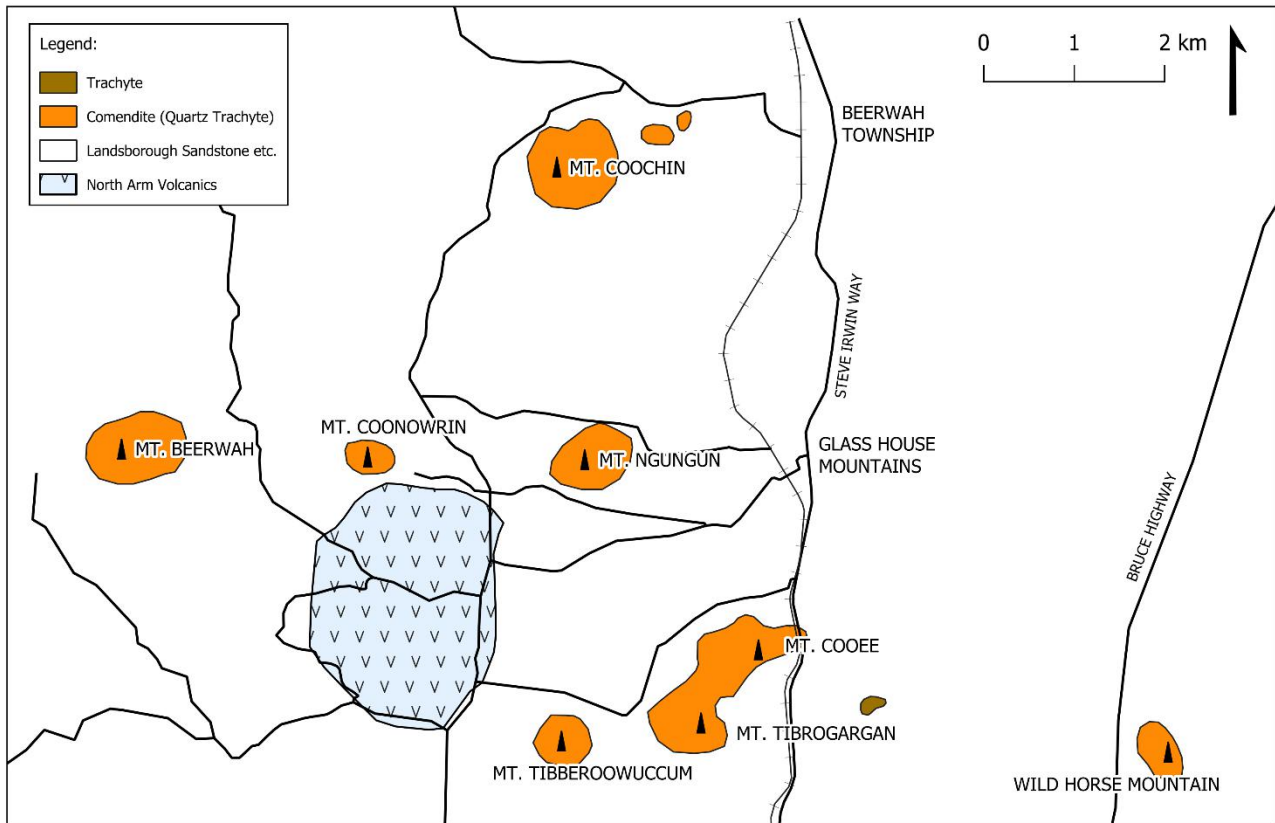 Legend:
Trachyte
Comendite (Quartz Trachyte)
Landsborough Sandstone etc.
North Arm Volcanics
0 1 2 km
BEERWAH
TOWNSHIP
MT. COOCHIN
STEVE IRWIN WAY
MT. BEERWAH
MT. COONOWRIN
MT. NGUNGUN
GLASS HOUSE
MOUNTAINS
BRUCE HIGHWAY
MT. COOEE
MT. TIBROGARGAN
MT. TIBBEROOWUCCUM
WILD HORSE MOUNTAIN